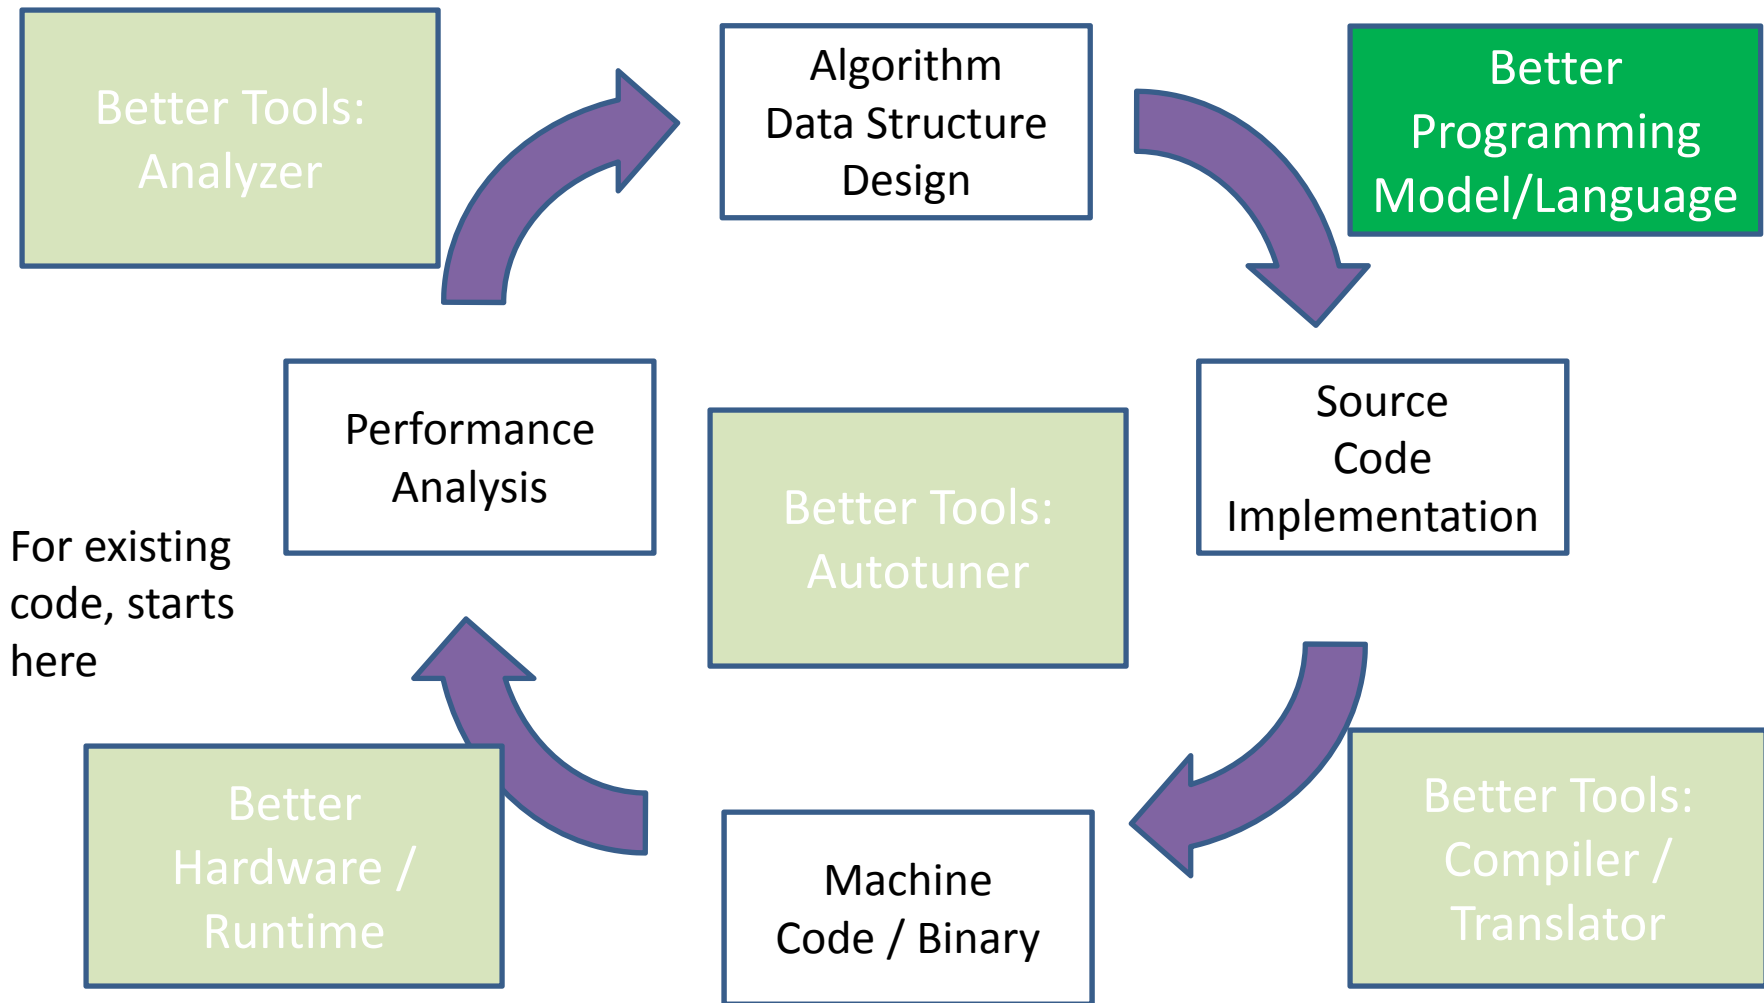 Better Tools:
Analyzer
Algorithm
Data Structure
Design
Better
Programming
Model/Language
Performance
Analysis
Better Tools:
Autotuner
Source
Code
Implementation
For existing
code, starts
here
Better
Hardware /
Runtime
Machine
Code / Binary
Better Tools:
Compiler /
Translator